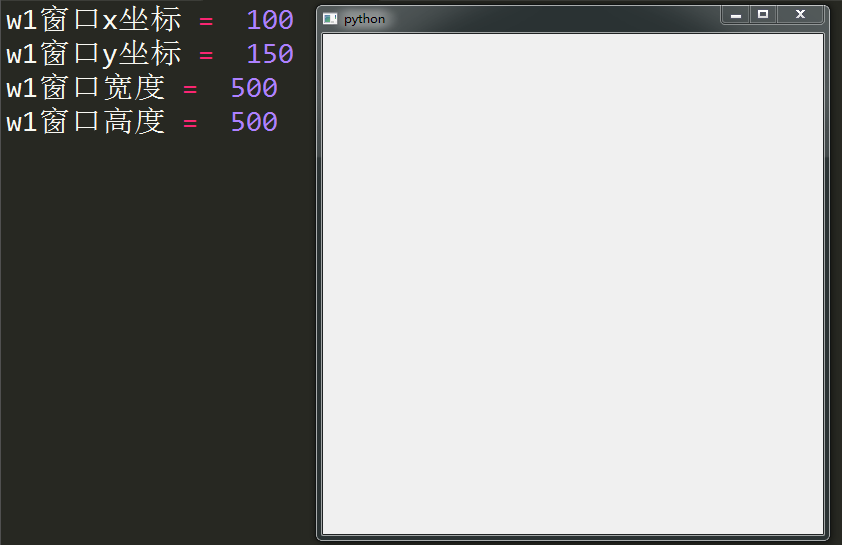 w1窗口x坐标 =  100
w1窗口y坐标 =  150
w1窗口宽度 =  500
w1窗口高度 =  500
python